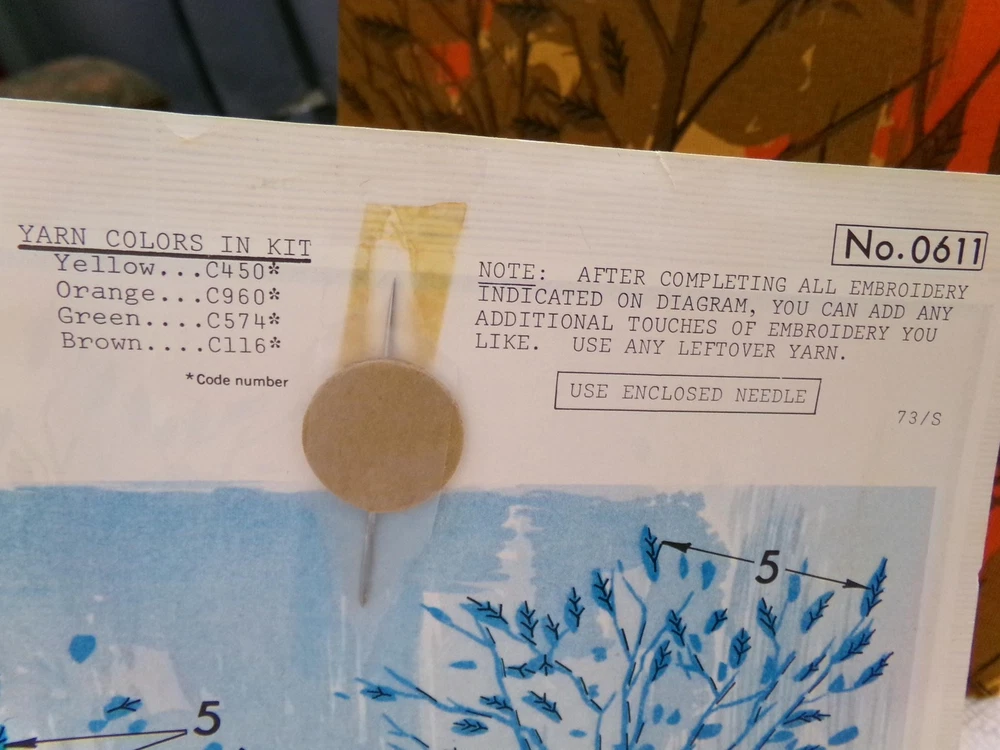 YARN COLORS IN KIT
Yellow...C450*
Orange...C960*
Green....C574*
Brown....C116*
*Code number
No.0611
NOTE: AFTER COMPLETING ALL EMBROIDERY
INDICATED ON DIAGRAM, YOU CAN ADD ANY
ADDITIONAL TOUCHES OF EMBROIDERY YOU
LIKE. USE ANY LEFTOVER YARN.
USE ENCLOSED NEEDLE
73/S
5
5